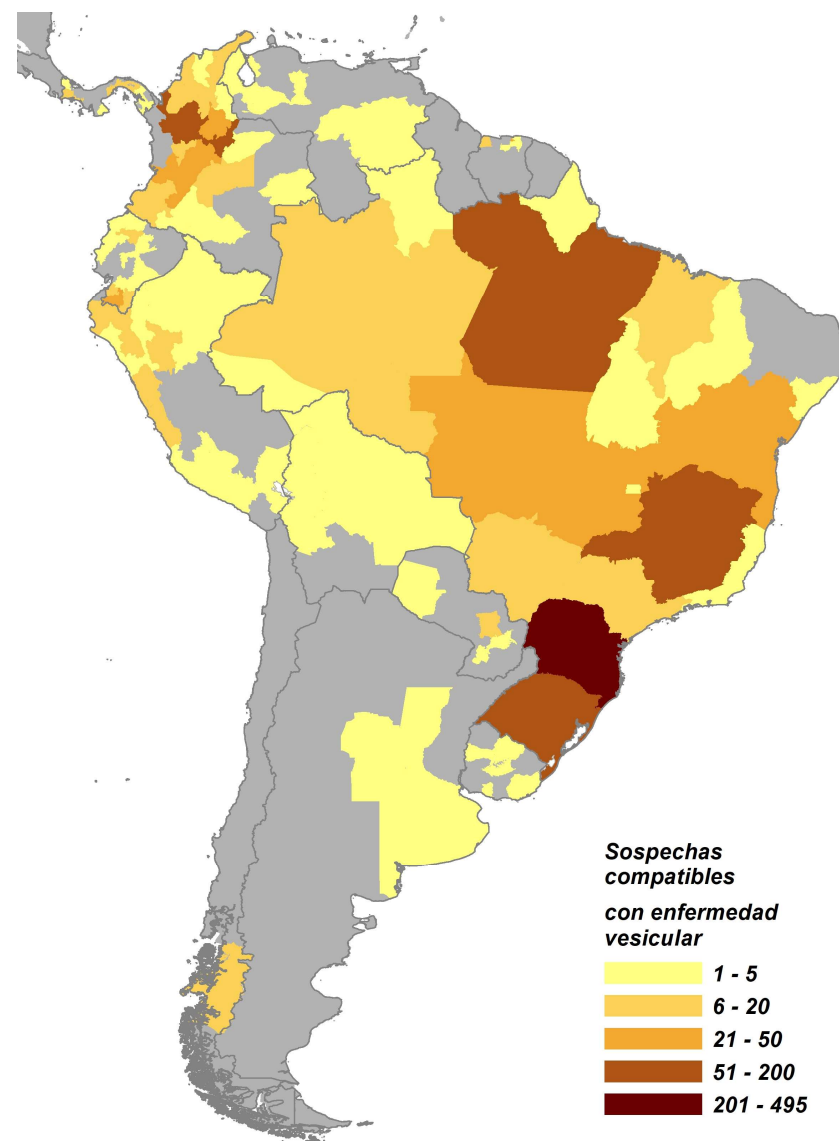 Sospechas
compatibles
con enfermedad
vesicular
1 - 5
6 - 20
21 - 50
51 - 200
201 - 495